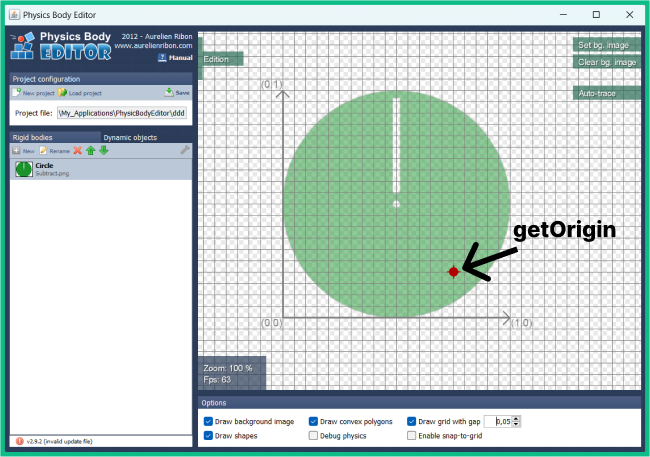 Physics Body Editor
Physics Body
EDITOR
2012 - Aurelien Ribon
www.aurelienribon.com
Manual
Project configuration
New project
Load project
Save
Project file:
\My_Applications\PhysicBodyEditor\ddd
Rigid bodies
Dynamic objects
New
Rename
Circle
Subtract.png
v2.9.2 (invalid update file)
Edition
Set bg. image
Clear bg. image
Auto-trace
(0,1)
getOrigin
(0,0)
(1,0)
Zoom: 100 %
Fps: 63
Options
Draw background image
Draw convex polygons
Draw grid with gap
0,05
Draw shapes
Debug physics
Enable snap-to-grid